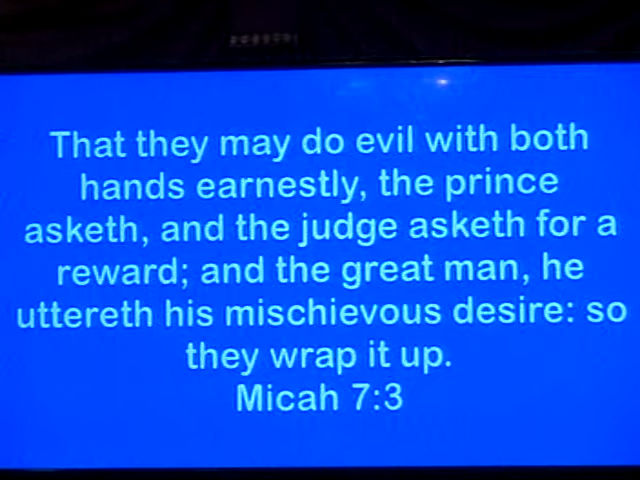 That they may do evil with both
hands earnestly, the prince
asketh, and the judge asketh for a
reward; and the great man, he
uttereth his mischievous desire: so
they wrap it up.
Micah 7:3